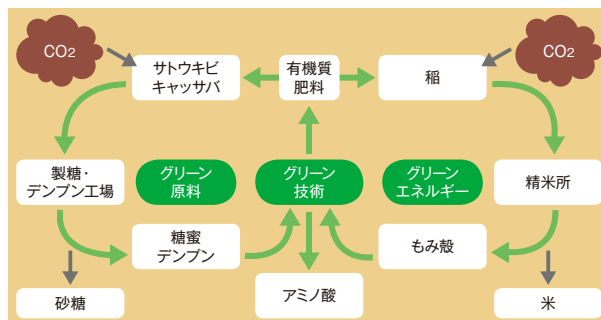 CO2
CO2
サトウキビ
キャッサバ
有機質
肥料
稲
製糖・
デンプン工場
グリーン
原料
グリーン
技術
グリーン
エネルギー
精米所
糖蜜
デンプン
もみ殻
砂糖
アミノ酸
米